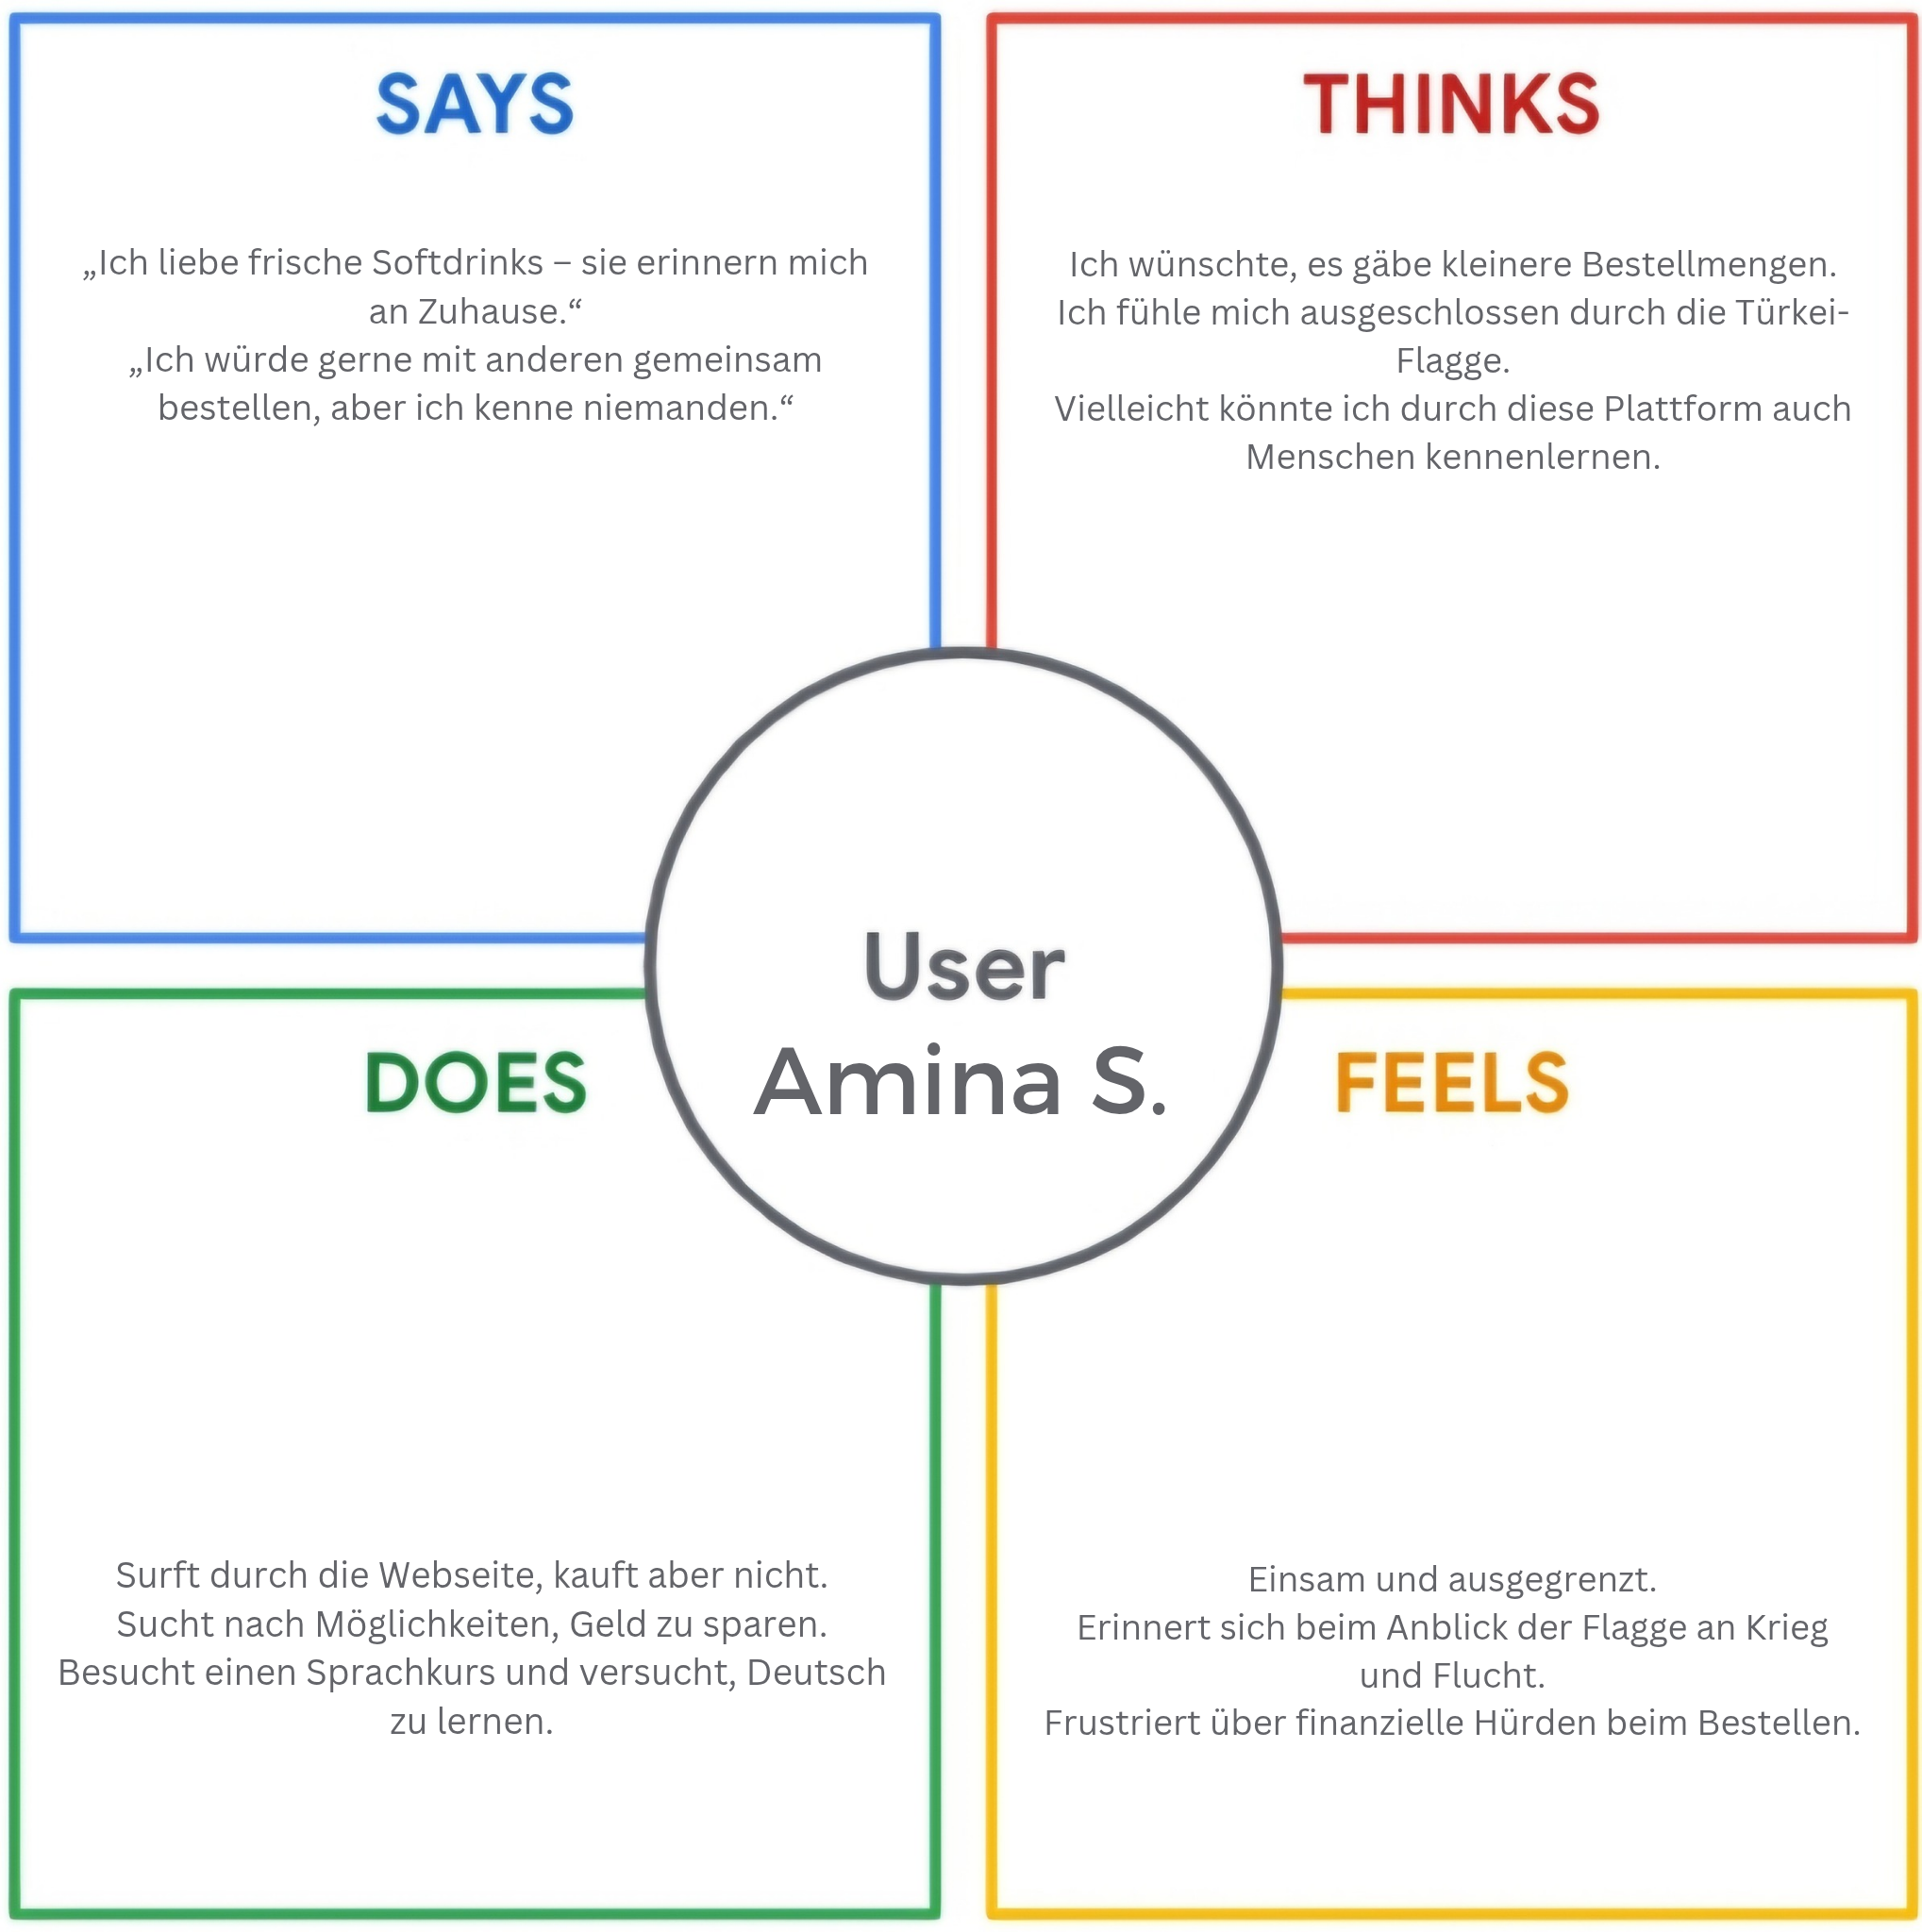 SAYS
„Ich liebe frische Softdrinks – sie erinnern mich
an Zuhause.“
„Ich würde gerne mit anderen gemeinsam
bestellen, aber ich kenne niemanden.“
THINKS
Ich wünschte, es gäbe kleinere Bestellmengen.
Ich fühle mich ausgeschlossen durch die Türkei-
Flagge.
Vielleicht könnte ich durch diese Plattform auch
Menschen kennenlernen.
User
Amina S.
DOES
Surft durch die Webseite, kauft aber nicht.
Sucht nach Möglichkeiten, Geld zu sparen.
Besucht einen Sprachkurs und versucht, Deutsch
zu lernen.
FEELS
Einsam und ausgegrenzt.
Erinnert sich beim Anblick der Flagge an Krieg
und Flucht.
Frustriert über finanzielle Hürden beim Bestellen.